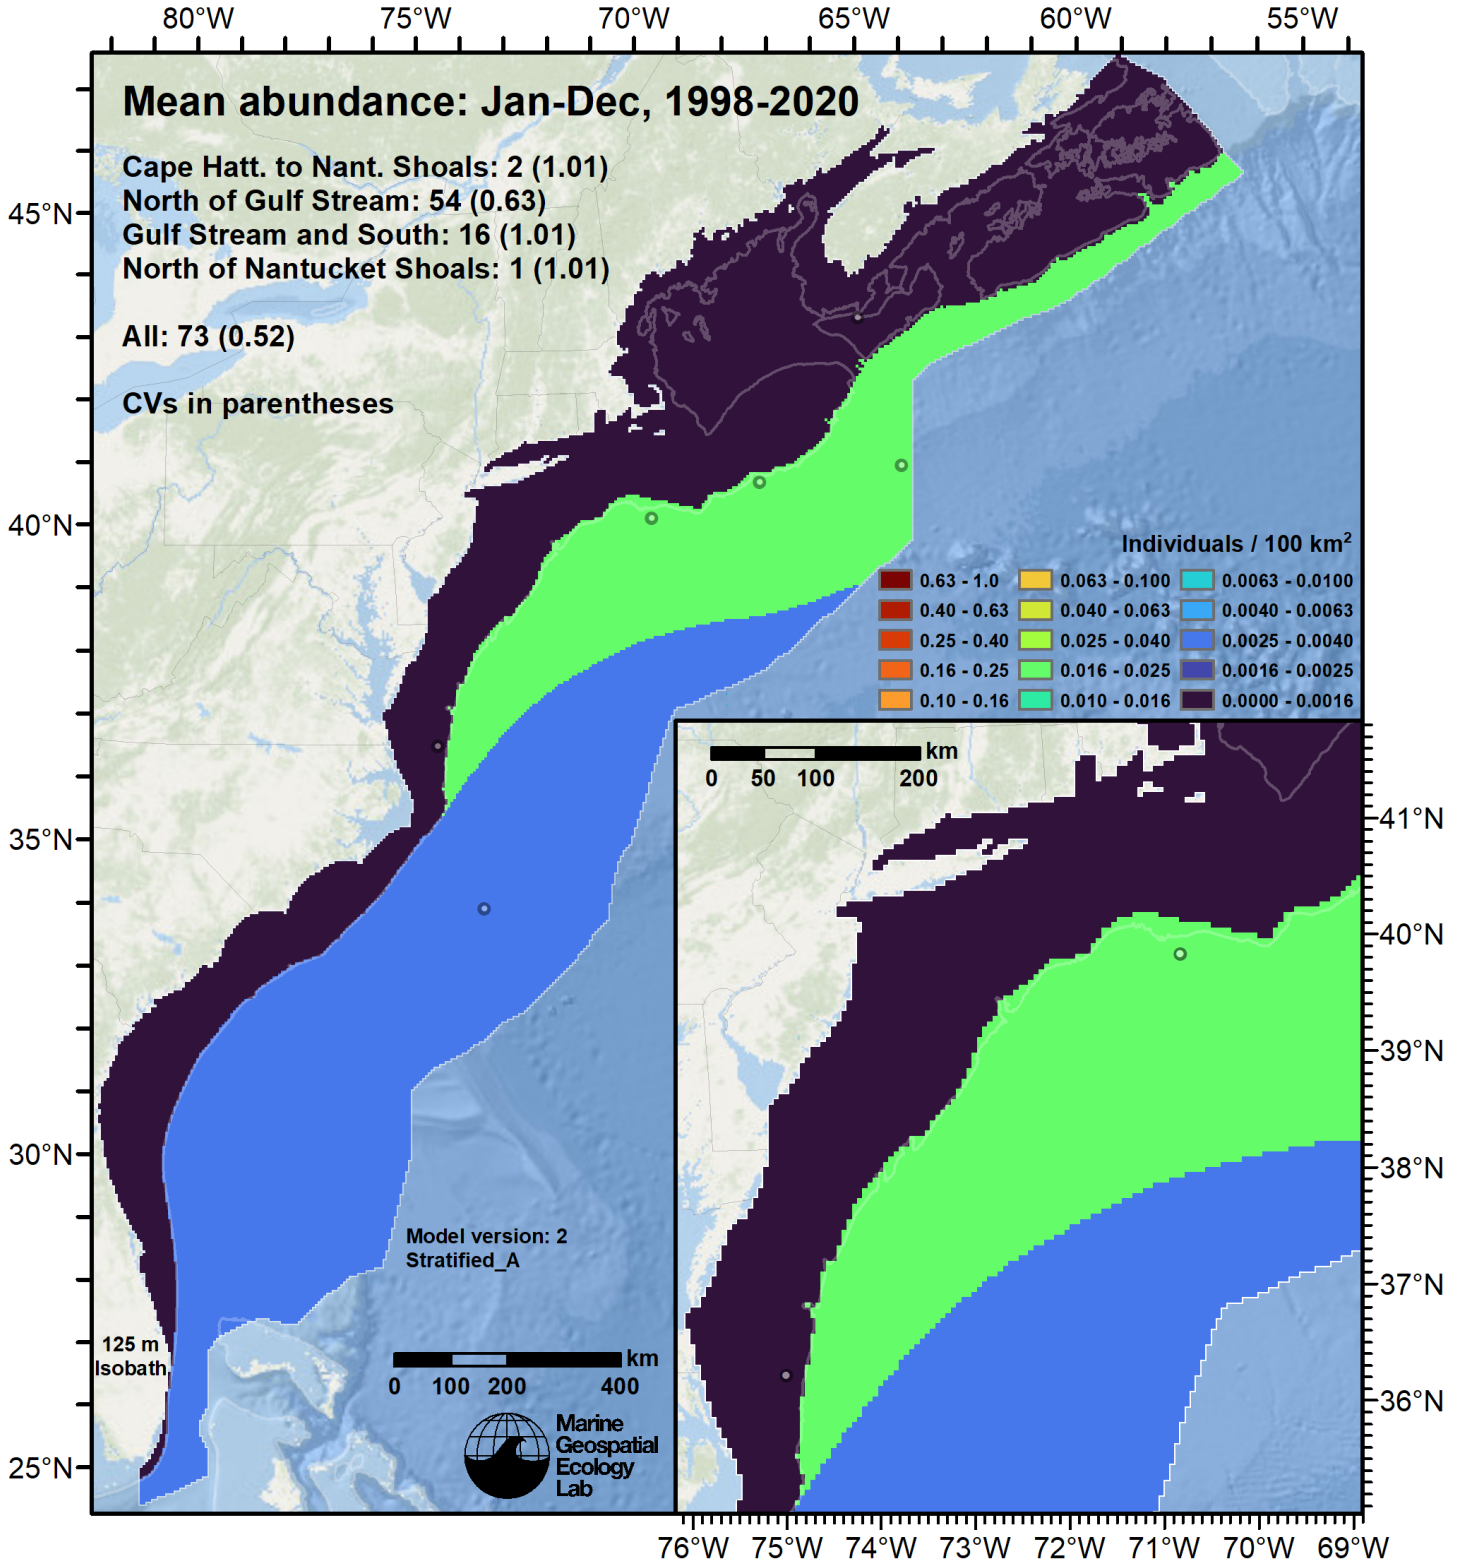 80°W 75°W 70°W 65°W 60°W 55°W
Mean abundance: Jan-Dec, 1998-2020
Cape Hatt. to Nant. Shoals: 2 (1.01)
North of Gulf Stream: 54 (0.63)
Gulf Stream and South: 16 (1.01)
North of Nantucket Shoals: 1 (1.01)
All: 73 (0.52)
CVs in parentheses
45°N
40°N
35°N
30°N
25°N
Individuals / 100 km²
0.63 - 1.0 0.063 - 0.100 0.0063 - 0.0100
0.40 - 0.63 0.040 - 0.063 0.0040 - 0.0063
0.25 - 0.40 0.025 - 0.040 0.0025 - 0.0040
0.16 - 0.25 0.016 - 0.025 0.0016 - 0.0025
0.10 - 0.16 0.010 - 0.016 0.0000 - 0.0016
km
0 50 100 200
41°N
40°N
39°N
38°N
37°N
36°N
Model version: 2
Stratified_A
125 m
Isobath
km
0 100 200 400
Marine
Geospatial
Ecology
Lab
76°W 75°W 74°W 73°W 72°W 71°W 70°W 69°W